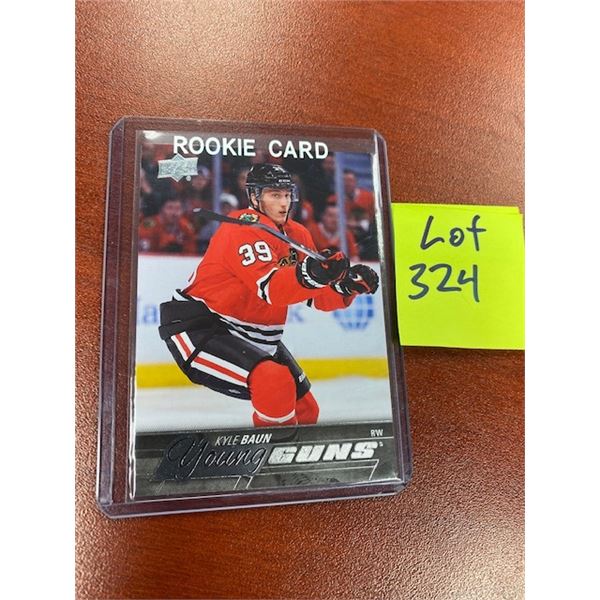 ROOKIE CARD
39
KYLE BAUN
RW
Young GUNS
Lot
324